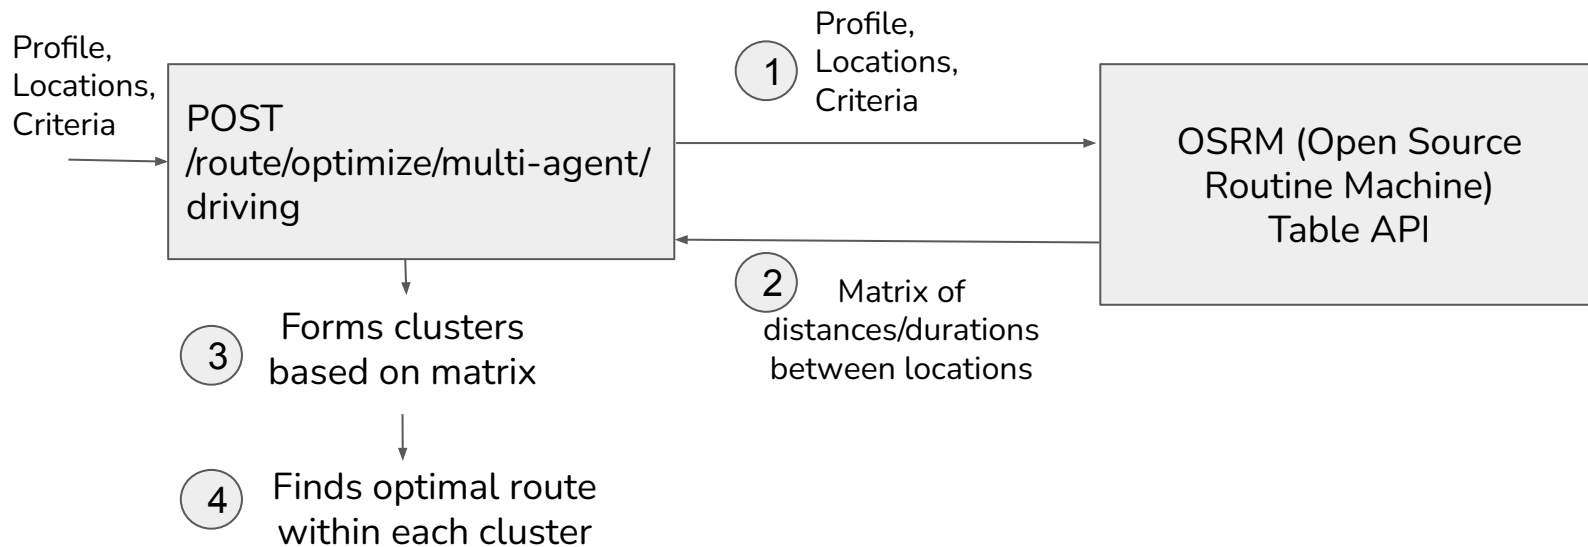 Profile,
Locations,
Criteria
POST
/route/optimize/multi-agent/
driving
1
Profile,
Locations,
Criteria
OSRM (Open Source
Routine Machine)
Table API
2
Matrix of
distances/durations
between locations
3
Forms clusters
based on matrix
4
Finds optimal route
within each cluster